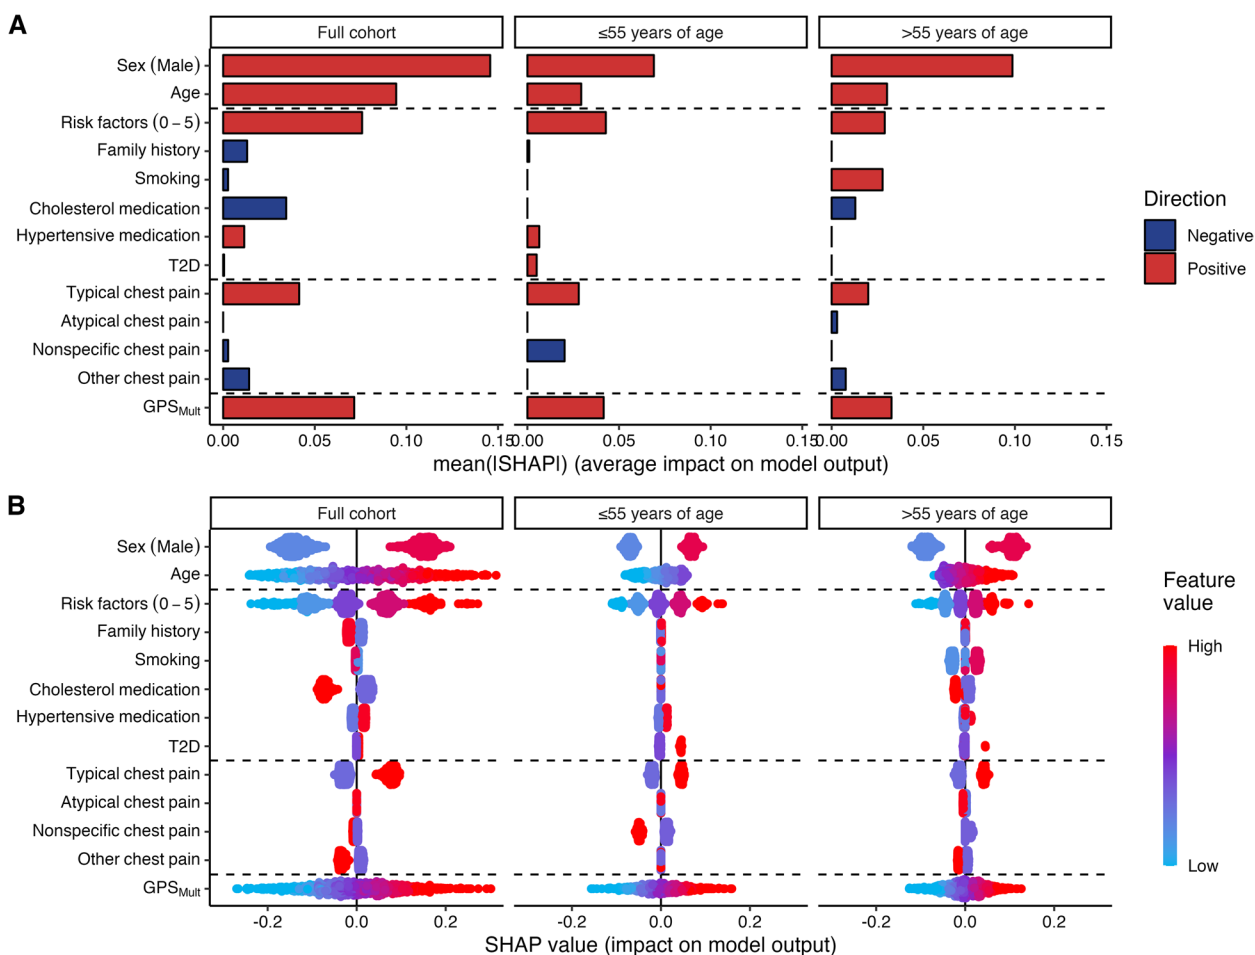 A
Full cohort
≤55 years of age
>55 years of age
Sex (Male)
Age
Risk factors (0 – 5)
Family history
Smoking
Cholesterol medication
Hypertensive medication
T2D
Typical chest pain
Atypical chest pain
Nonspecific chest pain
Other chest pain
GPSMult
0.00 0.05 0.10 0.15
0.00 0.05 0.10 0.15
0.00 0.05 0.10 0.15
mean(|SHAP|) (average impact on model output)
Direction
Negative
Positive
B
Full cohort
≤55 years of age
>55 years of age
Sex (Male)
Age
Risk factors (0 – 5)
Family history
Smoking
Cholesterol medication
Hypertensive medication
T2D
Typical chest pain
Atypical chest pain
Nonspecific chest pain
Other chest pain
GPSMult
-0.2 0.0 0.2
-0.2 0.0 0.2
-0.2 0.0 0.2
SHAP value (impact on model output)
Feature
value
High
Low